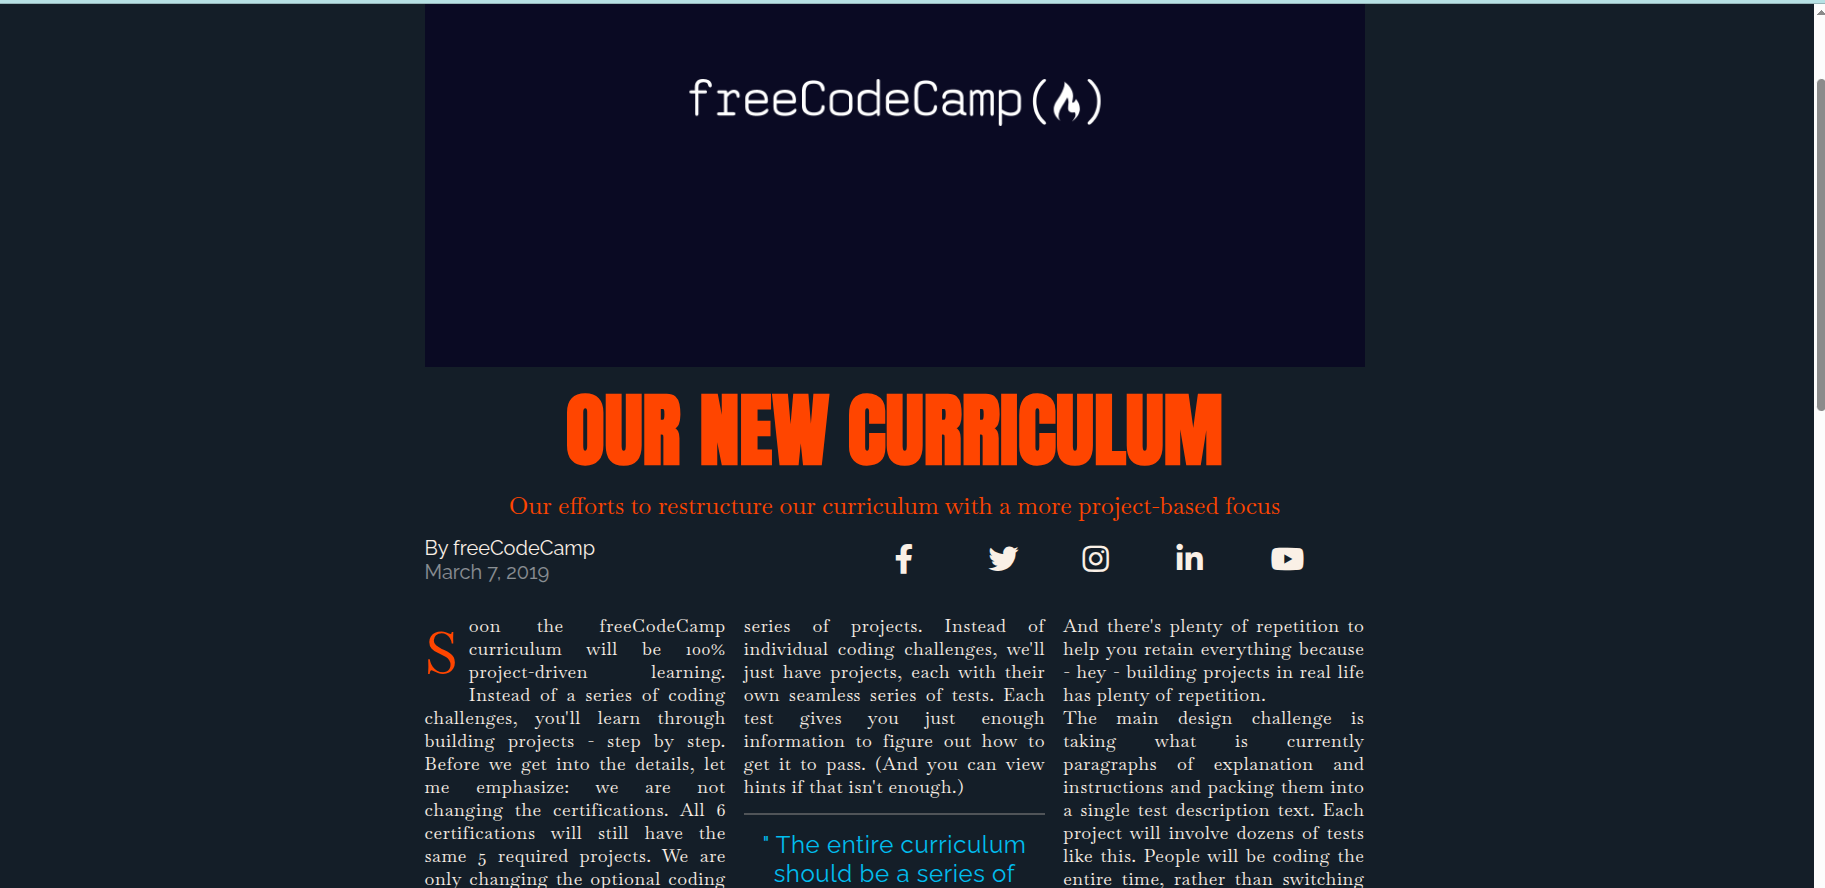 freeCodeCamp(🔥)
OUR NEW CURRICULUM
Our efforts to restructure our curriculum with a more project-based focus
By freeCodeCamp
March 7, 2019
Soon the freeCodeCamp
curriculum will be 100%
project-driven learning.
Instead of a series of coding
challenges, you'll learn through
building projects - step by step.
Before we get into the details, let
me emphasize: we are not
changing the certifications. All 6
certifications will still have the
same 5 required projects. We are
only changing the optional coding
series of projects. Instead of
individual coding challenges, we'll
just have projects, each with their
own seamless series of tests. Each
test gives you just enough
information to figure out how to
get it to pass. (And you can view
hints if that isn't enough.)
" The entire curriculum
should be a series of
And there's plenty of repetition to
help you retain everything because
- hey - building projects in real life
has plenty of repetition.
The main design challenge is
taking what is currently
paragraphs of explanation and
instructions and packing them into
a single test description text. Each
project will involve dozens of tests
like this. People will be coding the
entire time, rather than switching